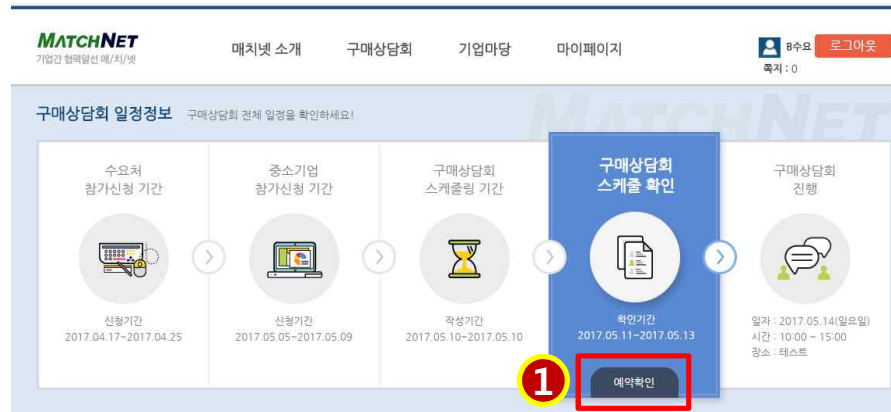 MATCHNET
기업간 협력알선 매/치/넷
매치넷 소개 구매상담회 기업마당 마이페이지
B수요 로그아웃
쪽지 : 0
구매상담회 일정정보 구매상담회 전체 일정을 확인하세요!
MATCHNET
수요처
참가신청 기간
신청기간
2017.04.17~2017.04.25
중소기업
참가신청 기간
신청기간
2017.05.05~2017.05.09
구매상담회
스케줄링 기간
작성기간
2017.05.10~2017.05.10
구매상담회
스케줄 확인
확인기간
2017.05.11~2017.05.13
1
예약확인
구매상담회
진행
일자 : 2017.05.14(일요일)
시간 : 10:00 ~ 15:00
장소 : 테스트